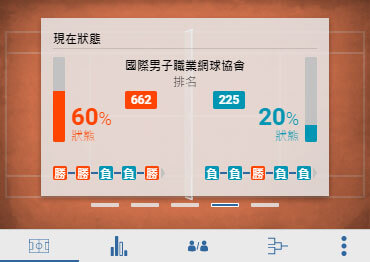 現在狀態
國際男子職業網球協會
排名
662 225
60% 20%
狀態 狀態
勝 勝 負 負 勝 負 負 勝 負 負